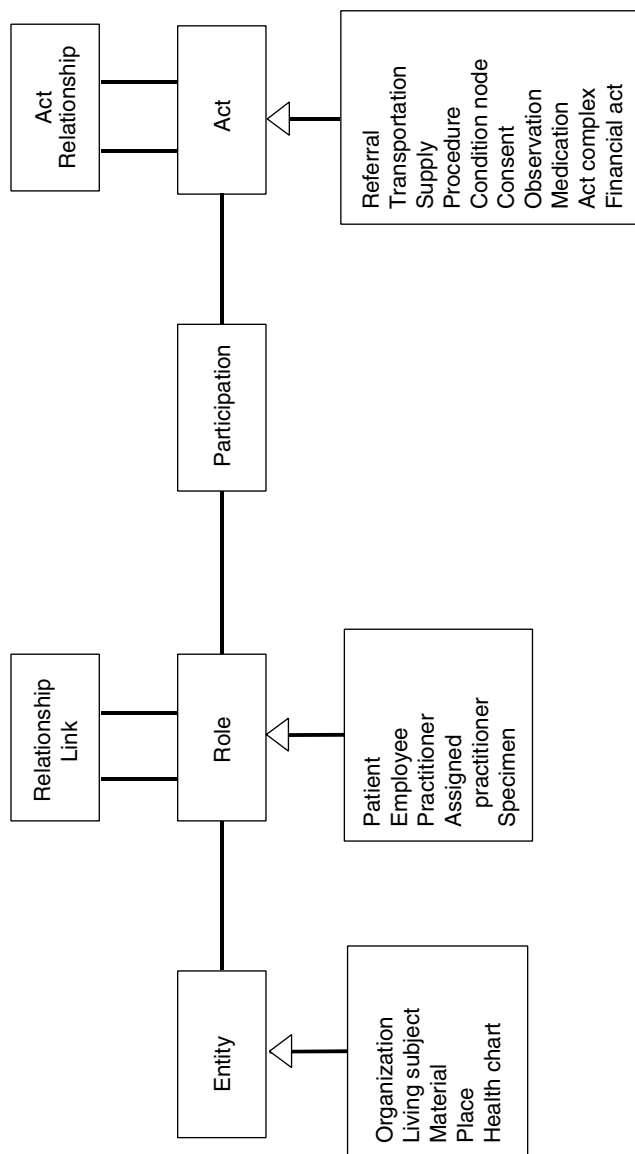 Relationship
Link
Act
Relationship
Entity
Role
Participation
Act
Organization
Living subject
Material
Place
Health chart
Patient
Employee
Practitioner
Assigned
practitioner
Specimen
Referral
Transportation
Supply
Procedure
Condition node
Consent
Observation
Medication
Act complex
Financial act